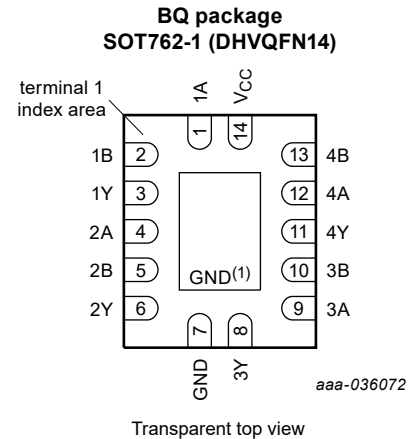 BQ package
SOT762-1 (DHVQFN14)
terminal 1
index area
1A
VCC
1
14
1B 2 13 4B
1Y 3 12 4A
2A 4 11 4Y
2B 5 10 3B
GND(1)
2Y 6 9 3A
7
8
GND
3Y
aaa-036072
Transparent top view